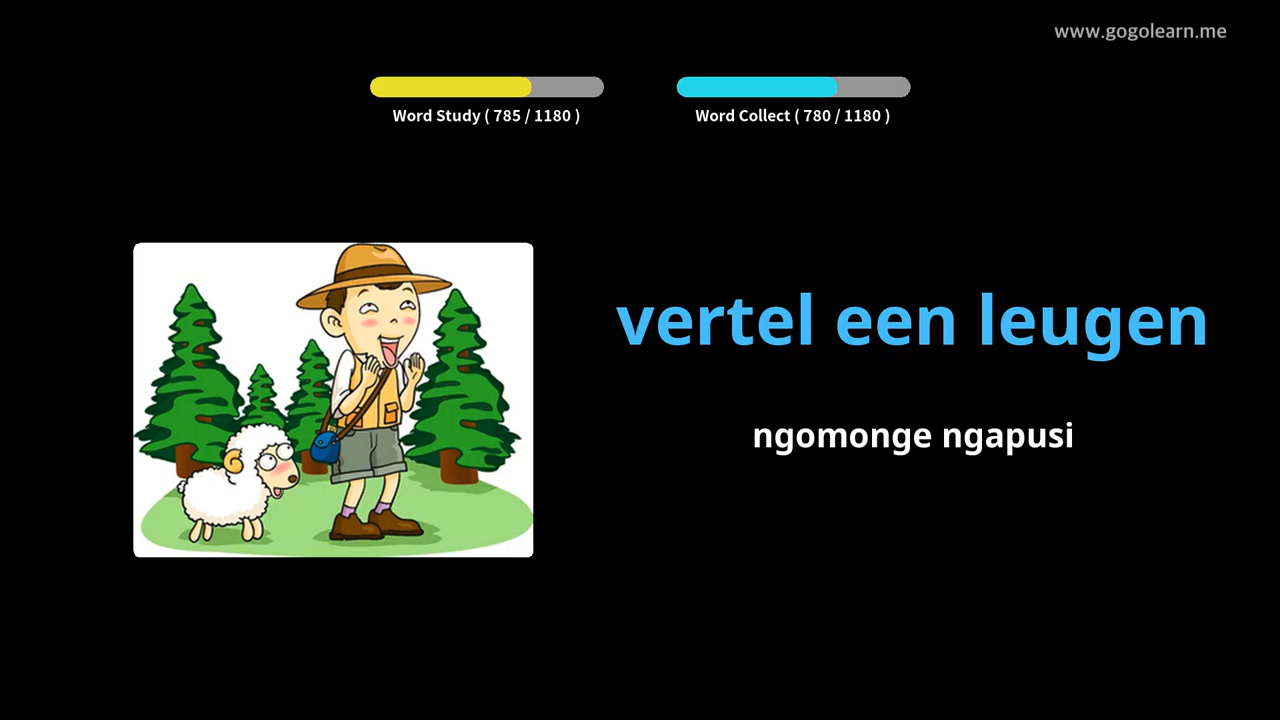 www.gogolearn.me
Word Study ( 785 / 1180 )
Word Collect ( 780 / 1180 )
vertel een leugen
ngomonge ngapusi